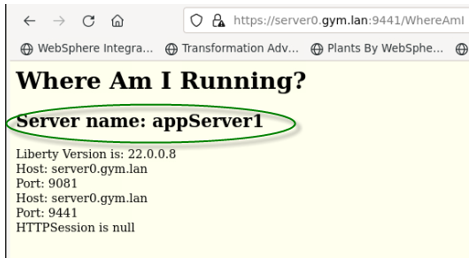 https://server0.gym.lan:9441/WhereAmI
WebSphere Integra... Transformation Adv... Plants By WebSphe...
Where Am I Running?
Server name: appServer1
Liberty Version is: 22.0.0.8
Host: server0.gym.lan
Port: 9081
Host: server0.gym.lan
Port: 9441
HTTPSession is null